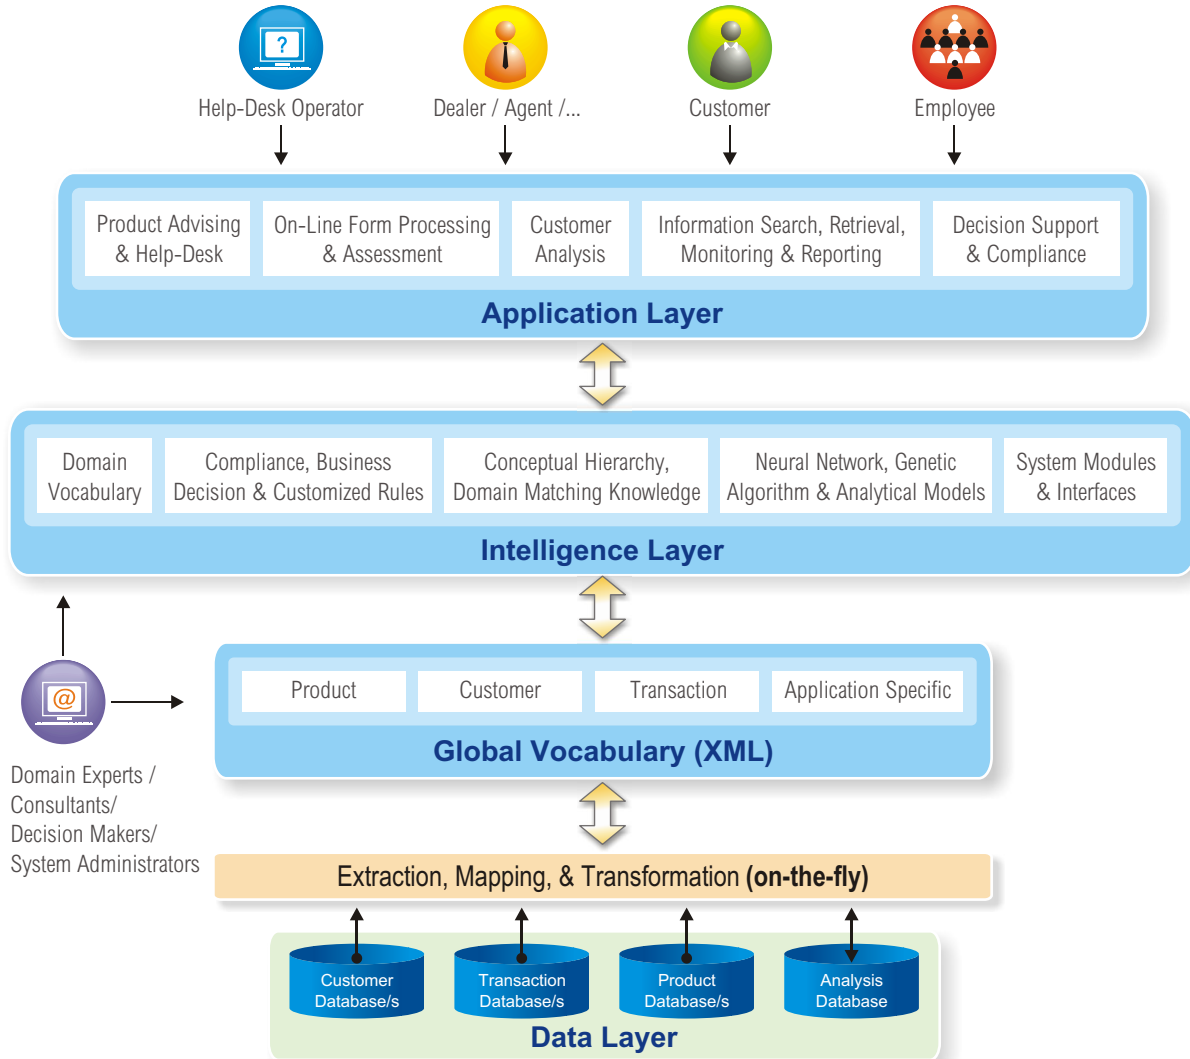 ?
Help-Desk Operator
Dealer / Agent /...
Customer
Employee
Product Advising
& Help-Desk
On-Line Form Processing
& Assessment
Customer
Analysis
Information Search, Retrieval,
Monitoring & Reporting
Decision Support
& Compliance
Application Layer
Domain
Vocabulary
Compliance, Business
Decision & Customized Rules
Conceptual Hierarchy,
Domain Matching Knowledge
Neural Network, Genetic
Algorithm & Analytical Models
System Modules
& Interfaces
Intelligence Layer
@
Domain Experts /
Consultants/
Decision Makers/
System Administrators
Product
Customer
Transaction
Application Specific
Global Vocabulary (XML)
Extraction, Mapping, & Transformation (on-the-fly)
Customer
Database/s
Transaction
Database/s
Product
Database/s
Analysis
Database
Data Layer